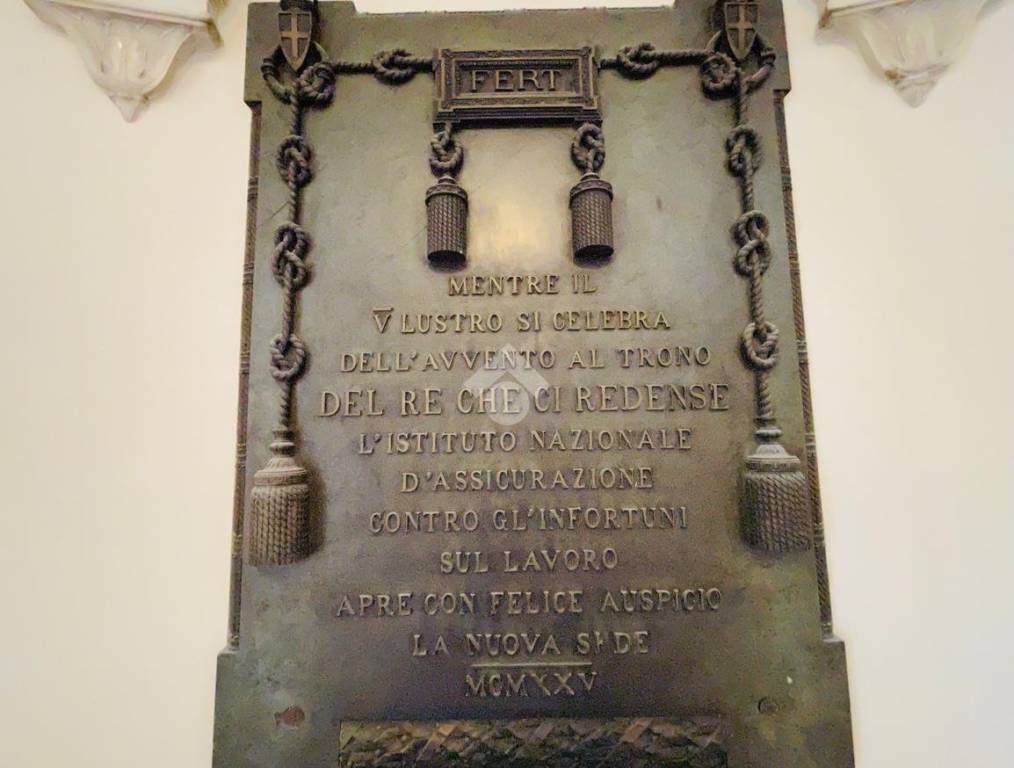 FERT
MENTRE IL
V LUSTRO SI CELEBRA
DELL'AVVENTO AL TRONO
DEL RE CHE CI REDENSE
L'ISTITUTO NAZIONALE
D'ASSICURAZIONE
CONTRO GL'INFORTUNI
SUL LAVORO
APRE CON FELICE AUSPICIO
LA NUOVA SEDE
MCMXXV